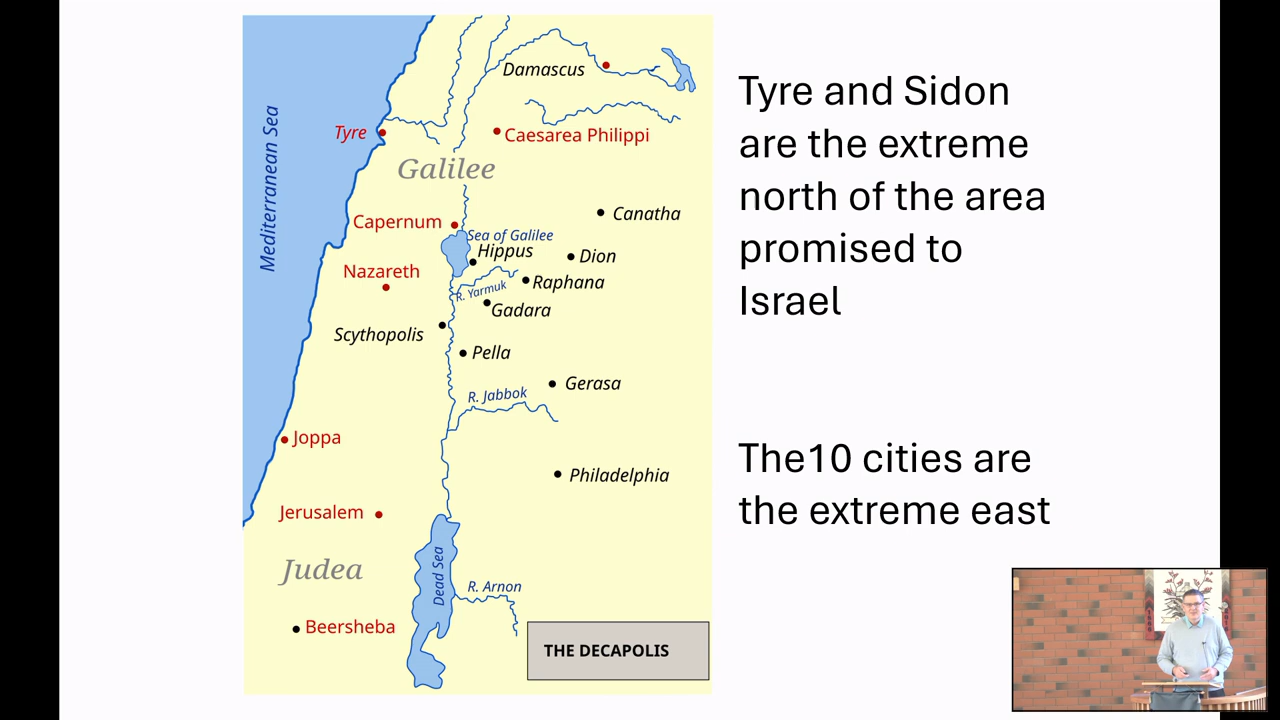 Mediterranean Sea
Damascus
Tyre
Caesarea Philippi
Galilee
Canatha
Capernum
Sea of Galilee
Hippus
Dion
Nazareth
Raphana
R. Yarmuk
Gadara
Scythopolis
Pella
Gerasa
R. Jabbok
Joppa
Philadelphia
Jerusalem
Judea
Dead Sea
R. Arnon
Beersheba
THE DECAPOLIS
Tyre and Sidon
are the extreme
north of the area
promised to
Israel
The10 cities are
the extreme east